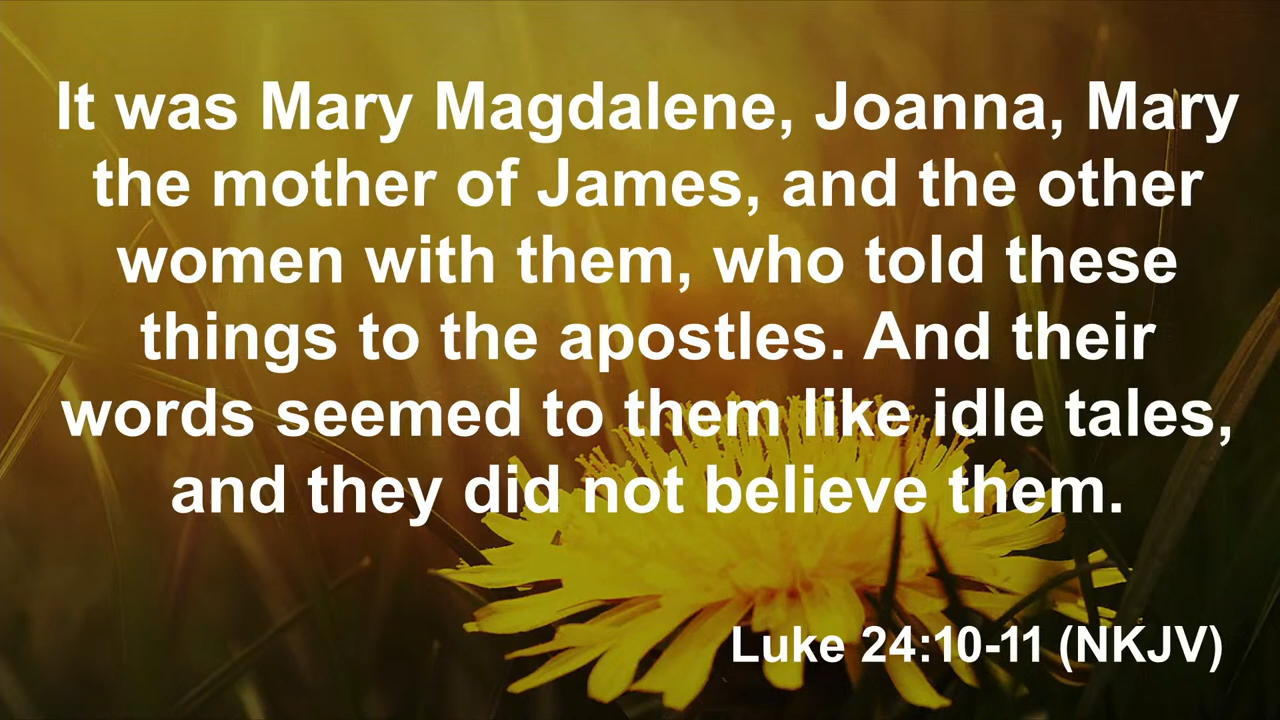 It was Mary Magdalene, Joanna, Mary
the mother of James, and the other
women with them, who told these
things to the apostles. And their
words seemed to them like idle tales,
and they did not believe them.
Luke 24:10-11 (NKJV)